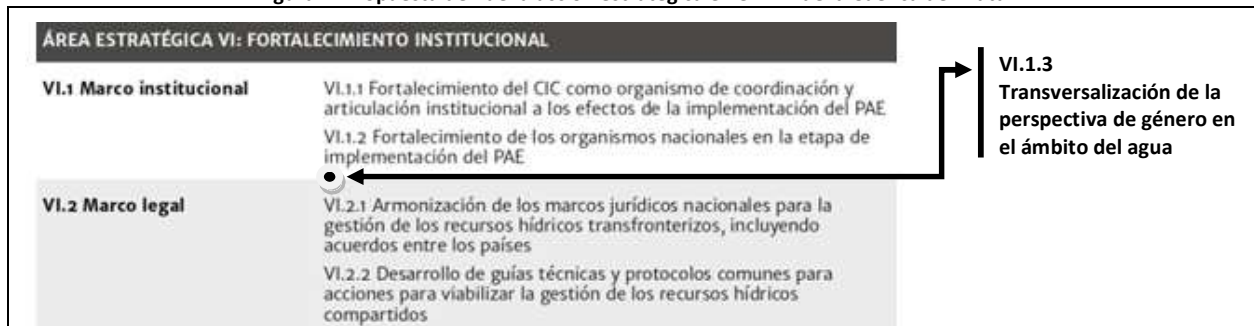 ÁREA ESTRATÉGICA VI: FORTALECIMIENTO INSTITUCIONAL
VI.1 Marco institucional
VI.1.1 Fortalecimiento del CIC como organismo de coordinación y
articulación institucional a los efectos de la implementación del PAE
VI.1.2 Fortalecimiento de los organismos nacionales en la etapa de
implementación del PAE
VI.2 Marco legal
VI.2.1 Armonización de los marcos jurídicos nacionales para la
gestión de los recursos hídricos transfronterizos, incluyendo
acuerdos entre los países
VI.2.2 Desarrollo de guías técnicas y protocolos comunes para
acciones para viabilizar la gestión de los recursos hídricos
compartidos
VI.1.3
Transversalización de la
perspectiva de género en
el ámbito del agua